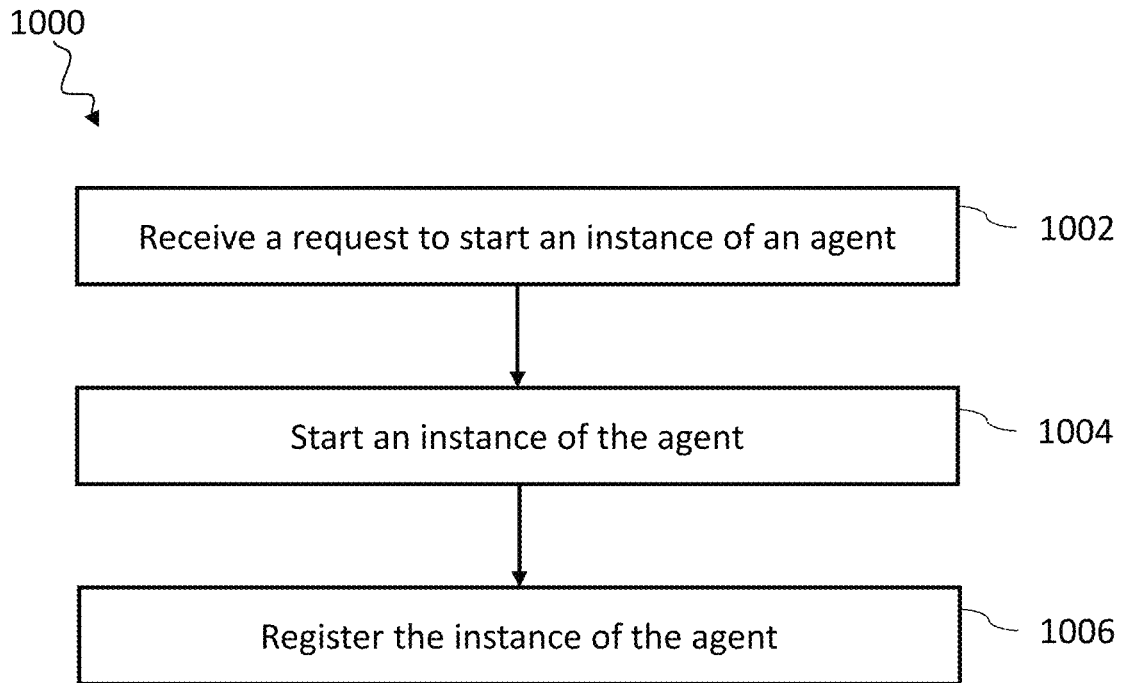 1000
Receive a request to start an instance of an agent
1002
Start an instance of the agent
1004
Register the instance of the agent
1006